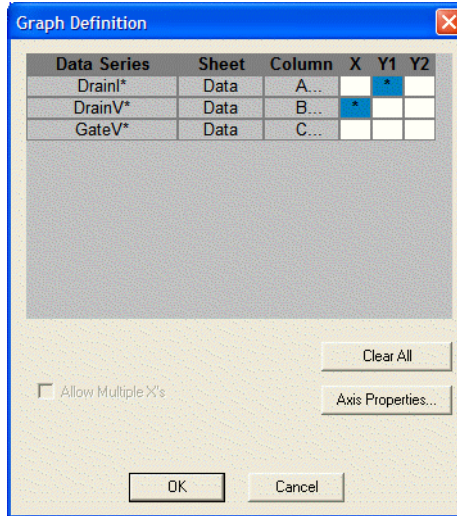 Graph Definition
Data Series Sheet Column X Y1 Y2
DrainI* Data A... *
DrainV* Data B... *
GateV* Data C...
Clear All
Allow Multiple X's
Axis Properties...
OK Cancel